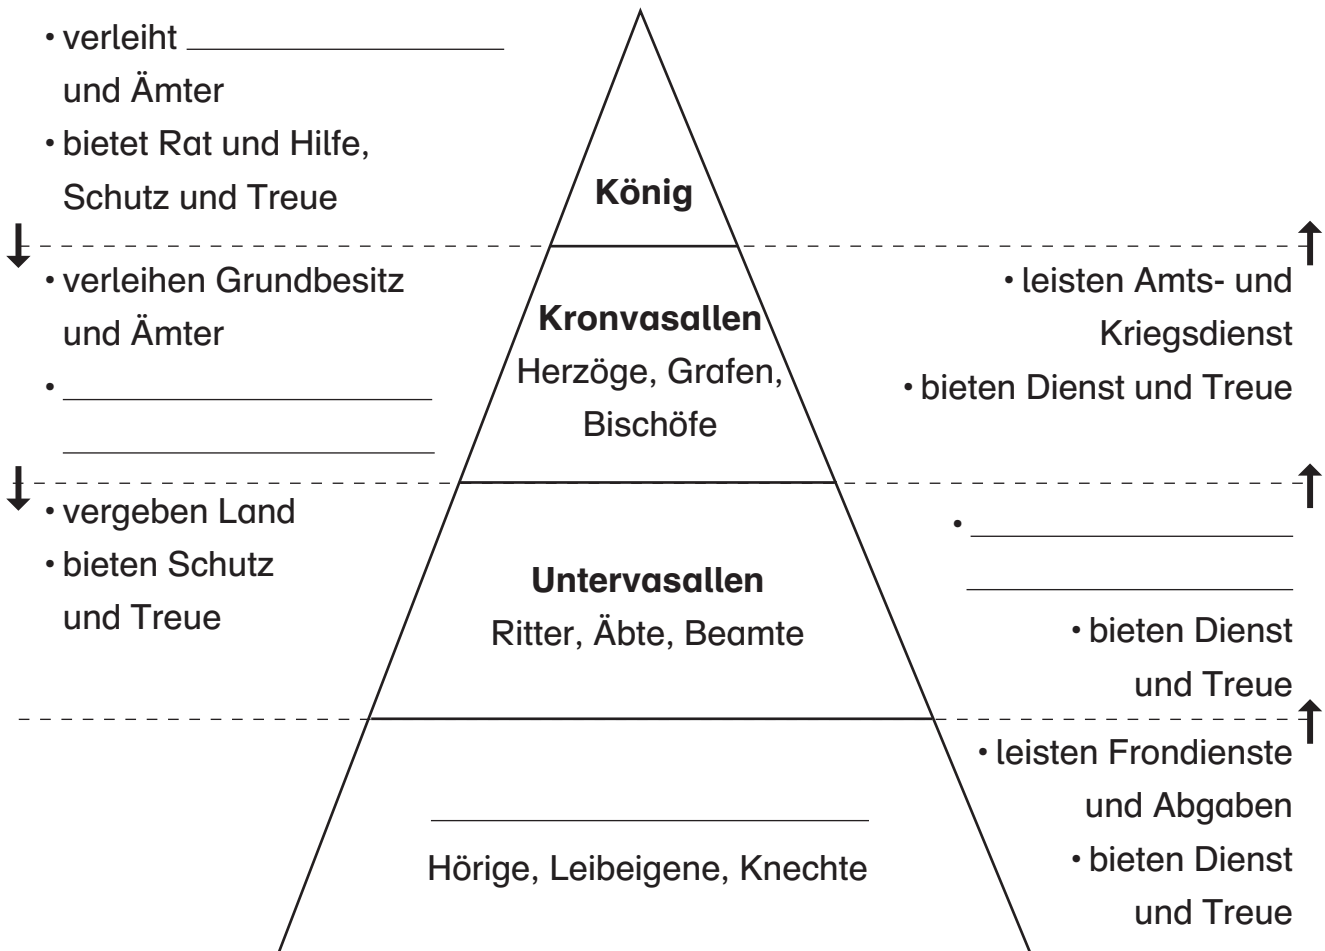 • verleiht
und Ämter
• bietet Rat und Hilfe,
Schutz und Treue
König
• verleihen Grundbesitz
und Ämter
•
Kronvasallen
Herzöge, Grafen,
Bischöfe
• leisten Amts- und
Kriegsdienst
• bieten Dienst und Treue
• vergeben Land
• bieten Schutz
und Treue
Untervasallen
Ritter, Äbte, Beamte
•
• bieten Dienst
und Treue
Hörige, Leibeigene, Knechte
• leisten Frondienste
und Abgaben
• bieten Dienst
und Treue